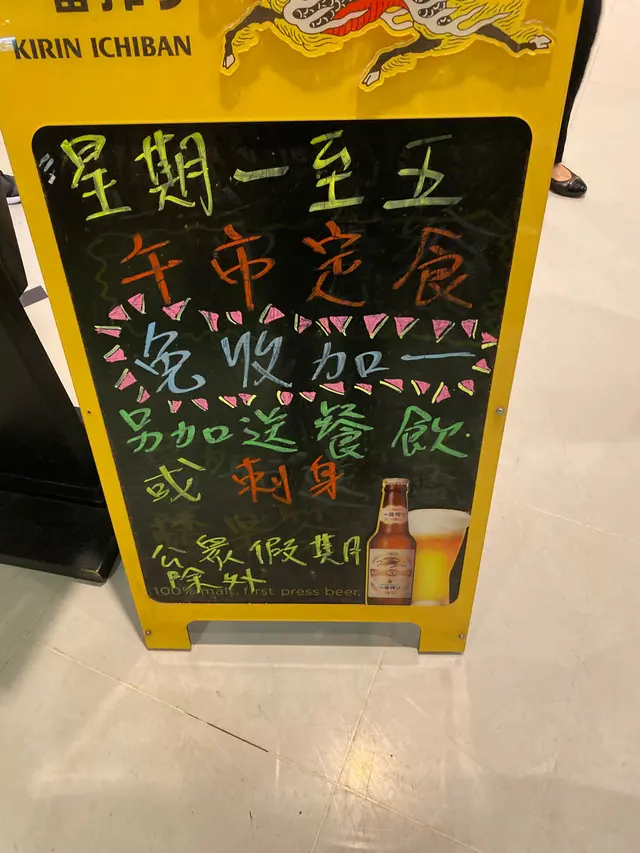 KIRIN ICHIBAN
星期一至五
午市定食
免收加一
另加送餐飲
或刺身
公眾假期
除外
100% malt, first press beer.